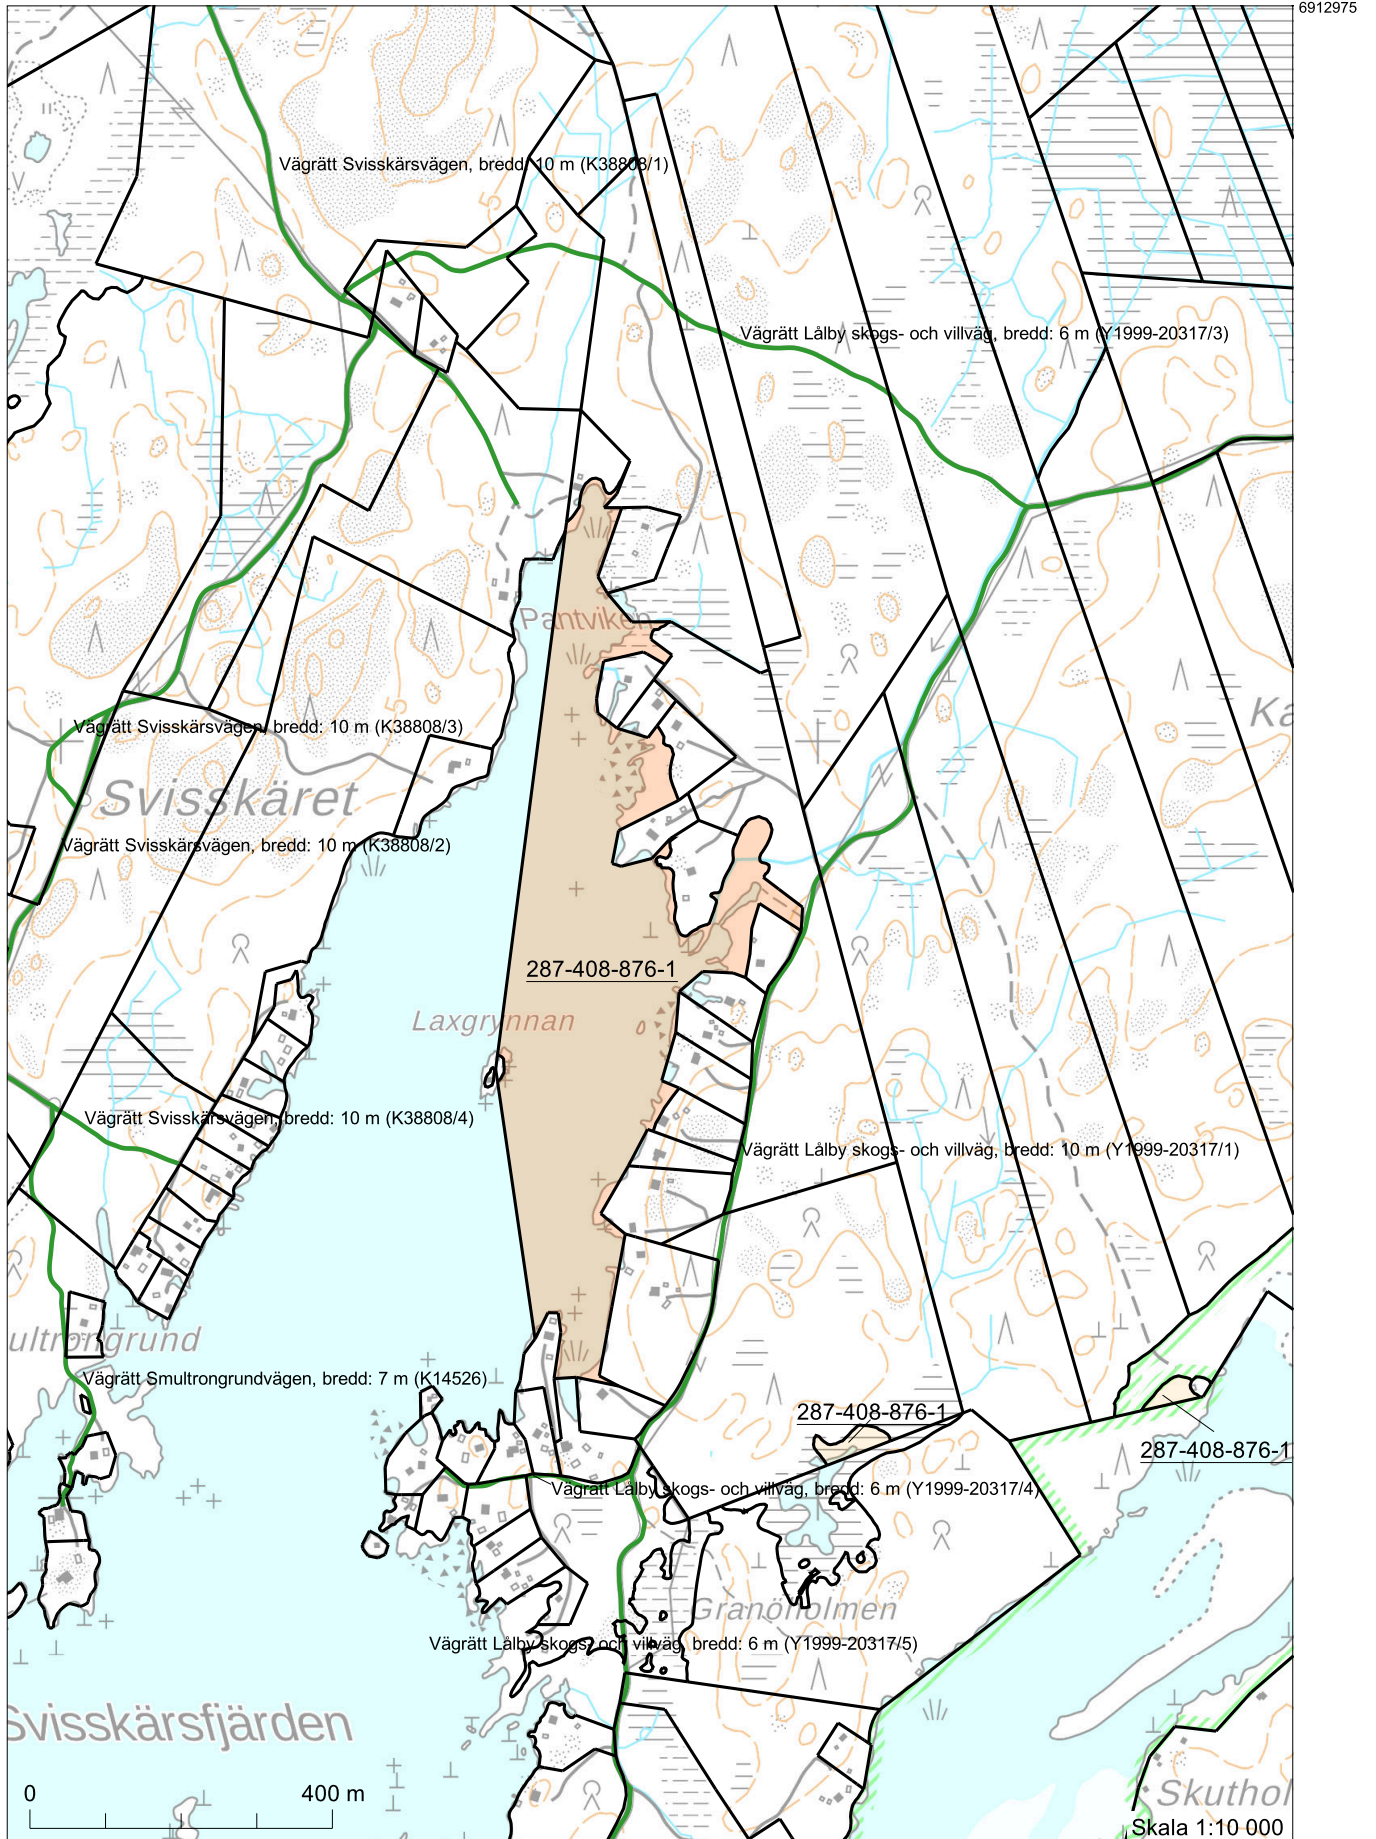 6912975
Vägrätt Svisskärsvägen, bredd: 10 m (K38808/1)
Vägrätt Lålby skogs- och villväg, bredd: 6 m (Y1999-20317/3)
Pantviken
Vägrätt Svisskärsvägen, bredd: 10 m (K38808/3)
Svisskäret
Vägrätt Svisskärsvägen, bredd: 10 m (K38808/2)
287-408-876-1
Laxgrynnan
Vägrätt Svisskärsvägen, bredd: 10 m (K38808/4)
Vägrätt Lålby skogs- och villväg, bredd: 10 m (Y1999-20317/1)
ultrongrund
Vägrätt Smultrongrundvägen, bredd: 7 m (K14526)
287-408-876-1
287-408-876-1
Vägrätt Lålby skogs- och villväg, bredd: 6 m (Y1999-20317/4)
Granöholmen
Vägrätt Lålby skogs- och villväg, bredd: 6 m (Y1999-20317/5)
Svisskärsfjärden
0 400 m
Skuthol
Skala 1:10 000